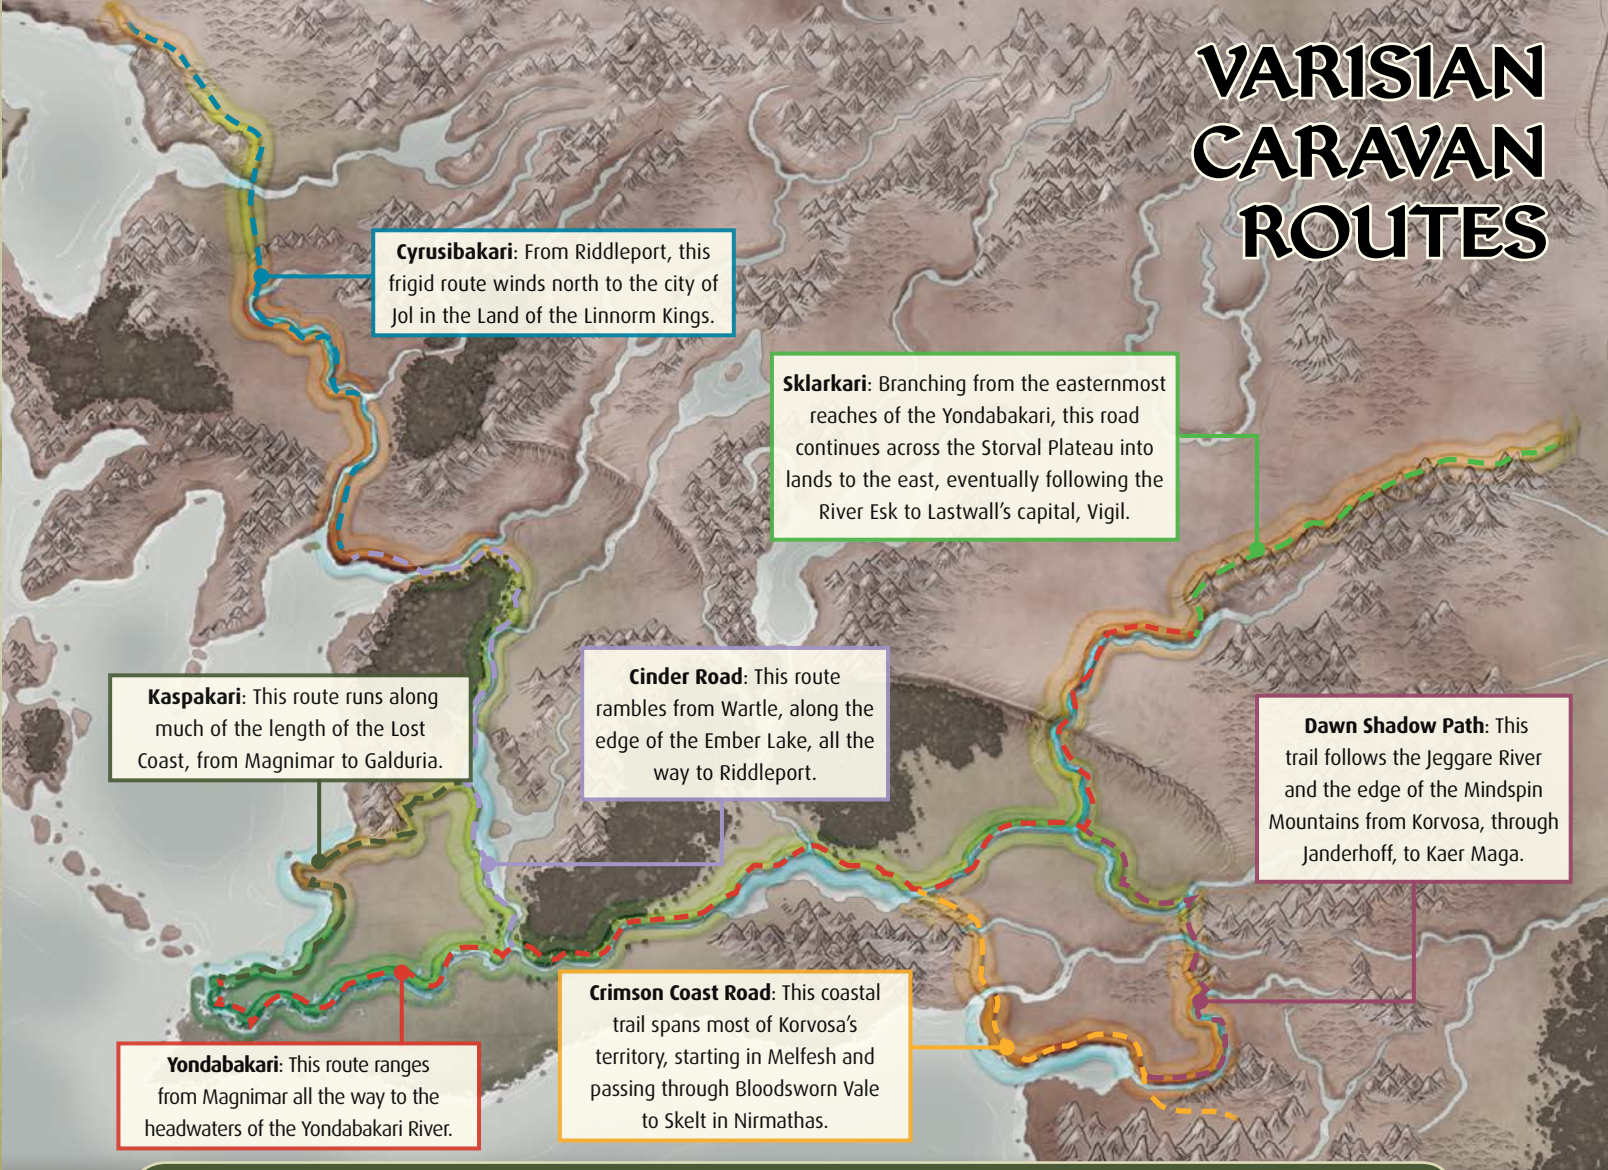 VARISIAN
CARAVAN
ROUTES
Cyrusibakari: From Riddleport, this
frigid route winds north to the city of
Jol in the Land of the Linnorm Kings.
Sklarkari: Branching from the easternmost
reaches of the Yondabakari, this road
continues across the Storval Plateau into
lands to the east, eventually following the
River Esk to Lastwall's capital, Vigil.
Kaspakari: This route runs along
much of the length of the Lost
Coast, from Magnimar to Galduria.
Cinder Road: This route
rambles from Wartle, along the
edge of the Ember Lake, all the
way to Riddleport.
Dawn Shadow Path: This
trail follows the Jeggare River
and the edge of the Mindspin
Mountains from Korvosa, through
Janderhoff, to Kaer Maga.
Crimson Coast Road: This coastal
trail spans most of Korvosa's
territory, starting in Melfesh and
passing through Bloodsworn Vale
to Skelt in Nirmathas.
Yondabakari: This route ranges
from Magnimar all the way to the
headwaters of the Yondabakari River.